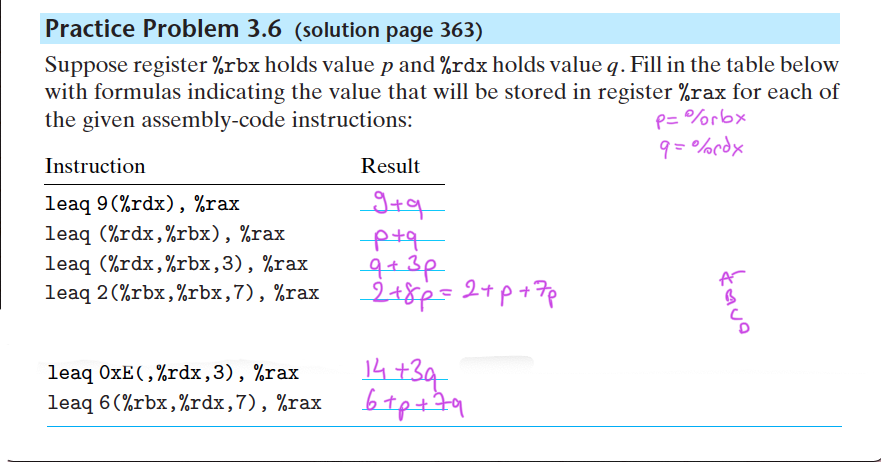 Practice Problem 3.6 (solution page 363)
Suppose register %rbx holds value p and %rdx holds value q. Fill in the table below
with formulas indicating the value that will be stored in register %rax for each of
the given assembly-code instructions:
p= %rbx
q= %rdx
Instruction Result
leaq 9(%rdx), %rax 9+q
leaq (%rdx,%rbx), %rax p+q
leaq (%rdx,%rbx,3), %rax q+3p
leaq 2(%rbx,%rbx,7), %rax 2+8p = 2+p+7p
A
B
C
D
leaq 0xE(,%rdx,3), %rax 14+3q
leaq 6(%rbx,%rdx,7), %rax 6+p+7q